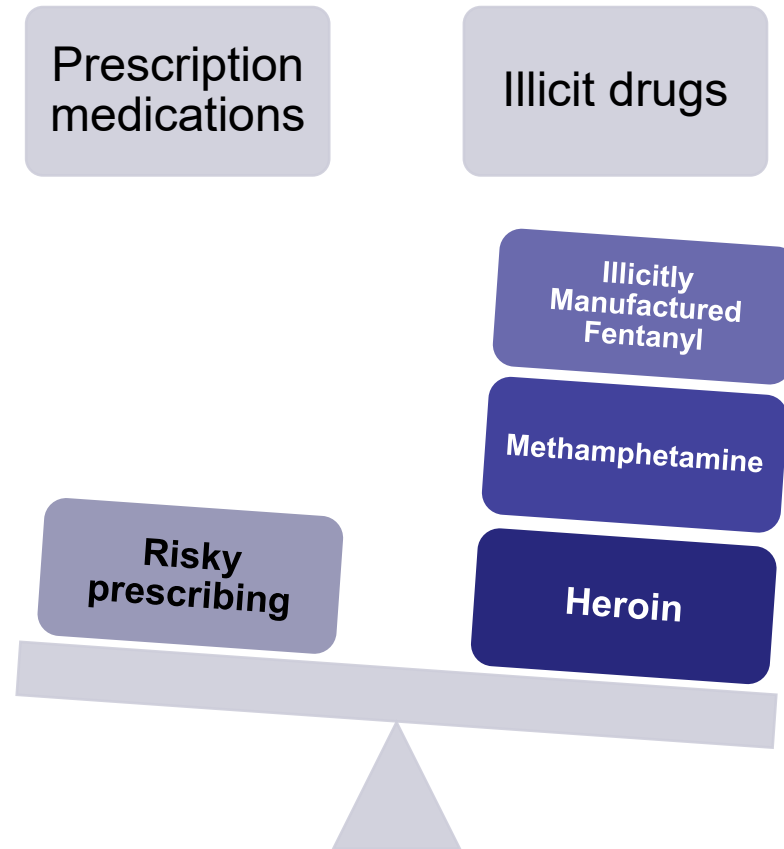 Prescription
medications
Illicit drugs
Illicitly
Manufactured
Fentanyl
Methamphetamine
Risky
prescribing
Heroin